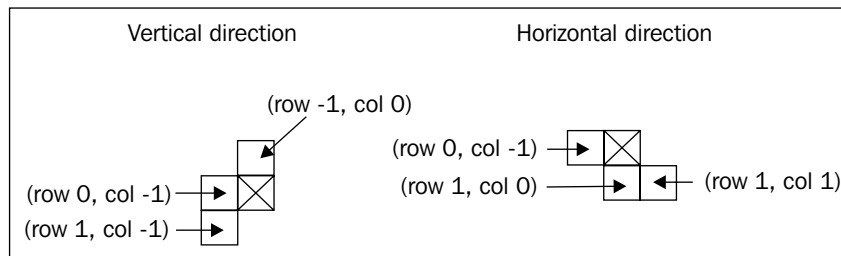 Vertical direction
Horizontal direction
(row -1, col 0)
(row 0, col -1)
(row 1, col -1)
(row 0, col -1)
(row 1, col 0)
(row 1, col 1)